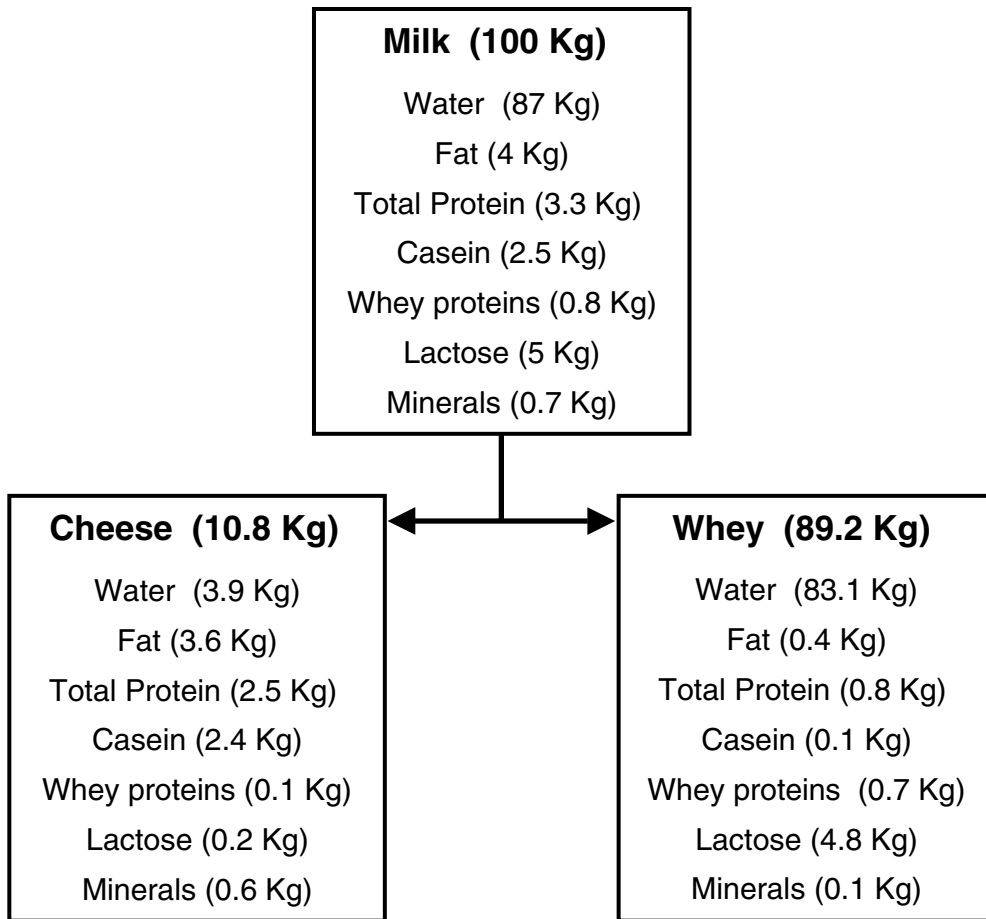 Milk (100 Kg)
Water (87 Kg)
Fat (4 Kg)
Total Protein (3.3 Kg)
Casein (2.5 Kg)
Whey proteins (0.8 Kg)
Lactose (5 Kg)
Minerals (0.7 Kg)
Cheese (10.8 Kg)
Water (3.9 Kg)
Fat (3.6 Kg)
Total Protein (2.5 Kg)
Casein (2.4 Kg)
Whey proteins (0.1 Kg)
Lactose (0.2 Kg)
Minerals (0.6 Kg)
Whey (89.2 Kg)
Water (83.1 Kg)
Fat (0.4 Kg)
Total Protein (0.8 Kg)
Casein (0.1 Kg)
Whey proteins (0.7 Kg)
Lactose (4.8 Kg)
Minerals (0.1 Kg)